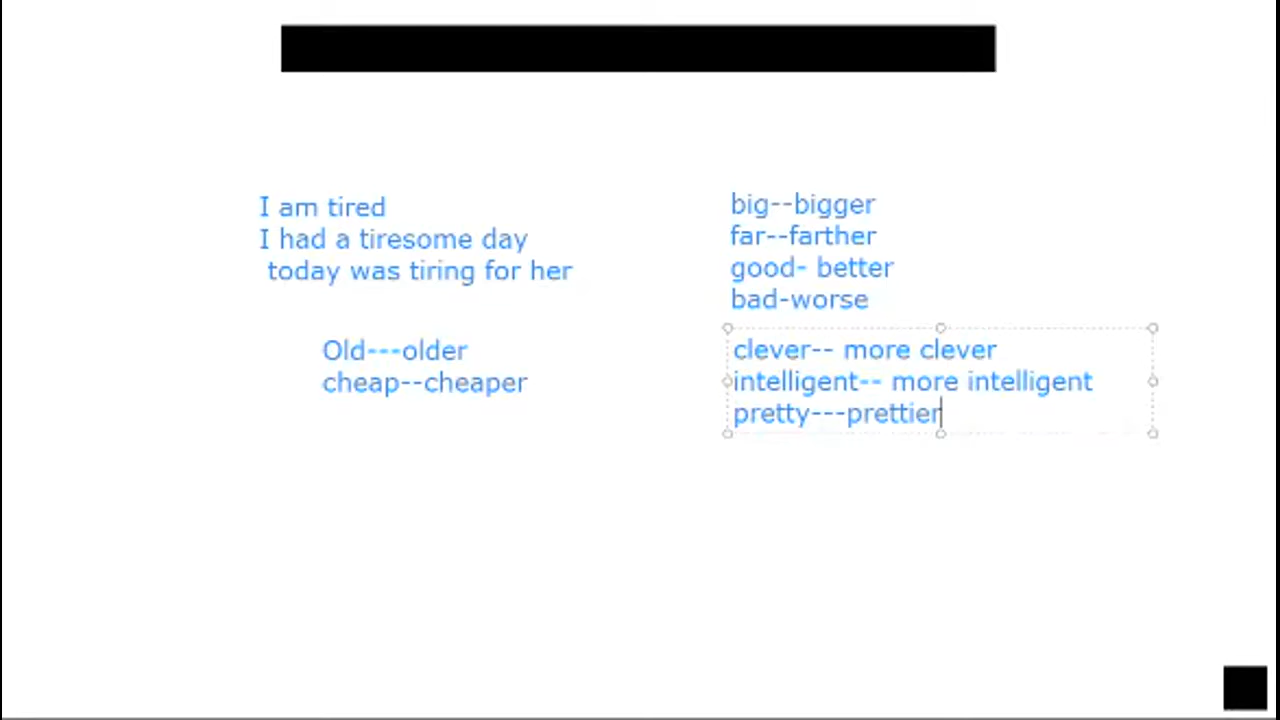 I am tired
I had a tiresome day
today was tiring for her
Old---older
cheap--cheaper
big--bigger
far--farther
good- better
bad-worse
clever-- more clever
intelligent-- more intelligent
pretty---prettier